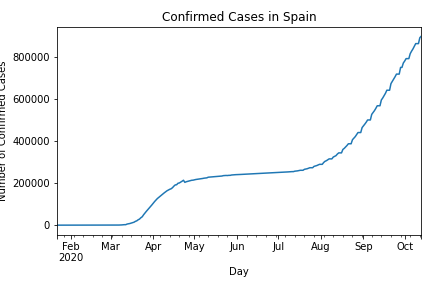 Confirmed Cases in Spain
Number of Confirmed Cases
800000
600000
400000
200000
0
Feb Mar Apr May Jun Jul Aug Sep Oct
2020
Day